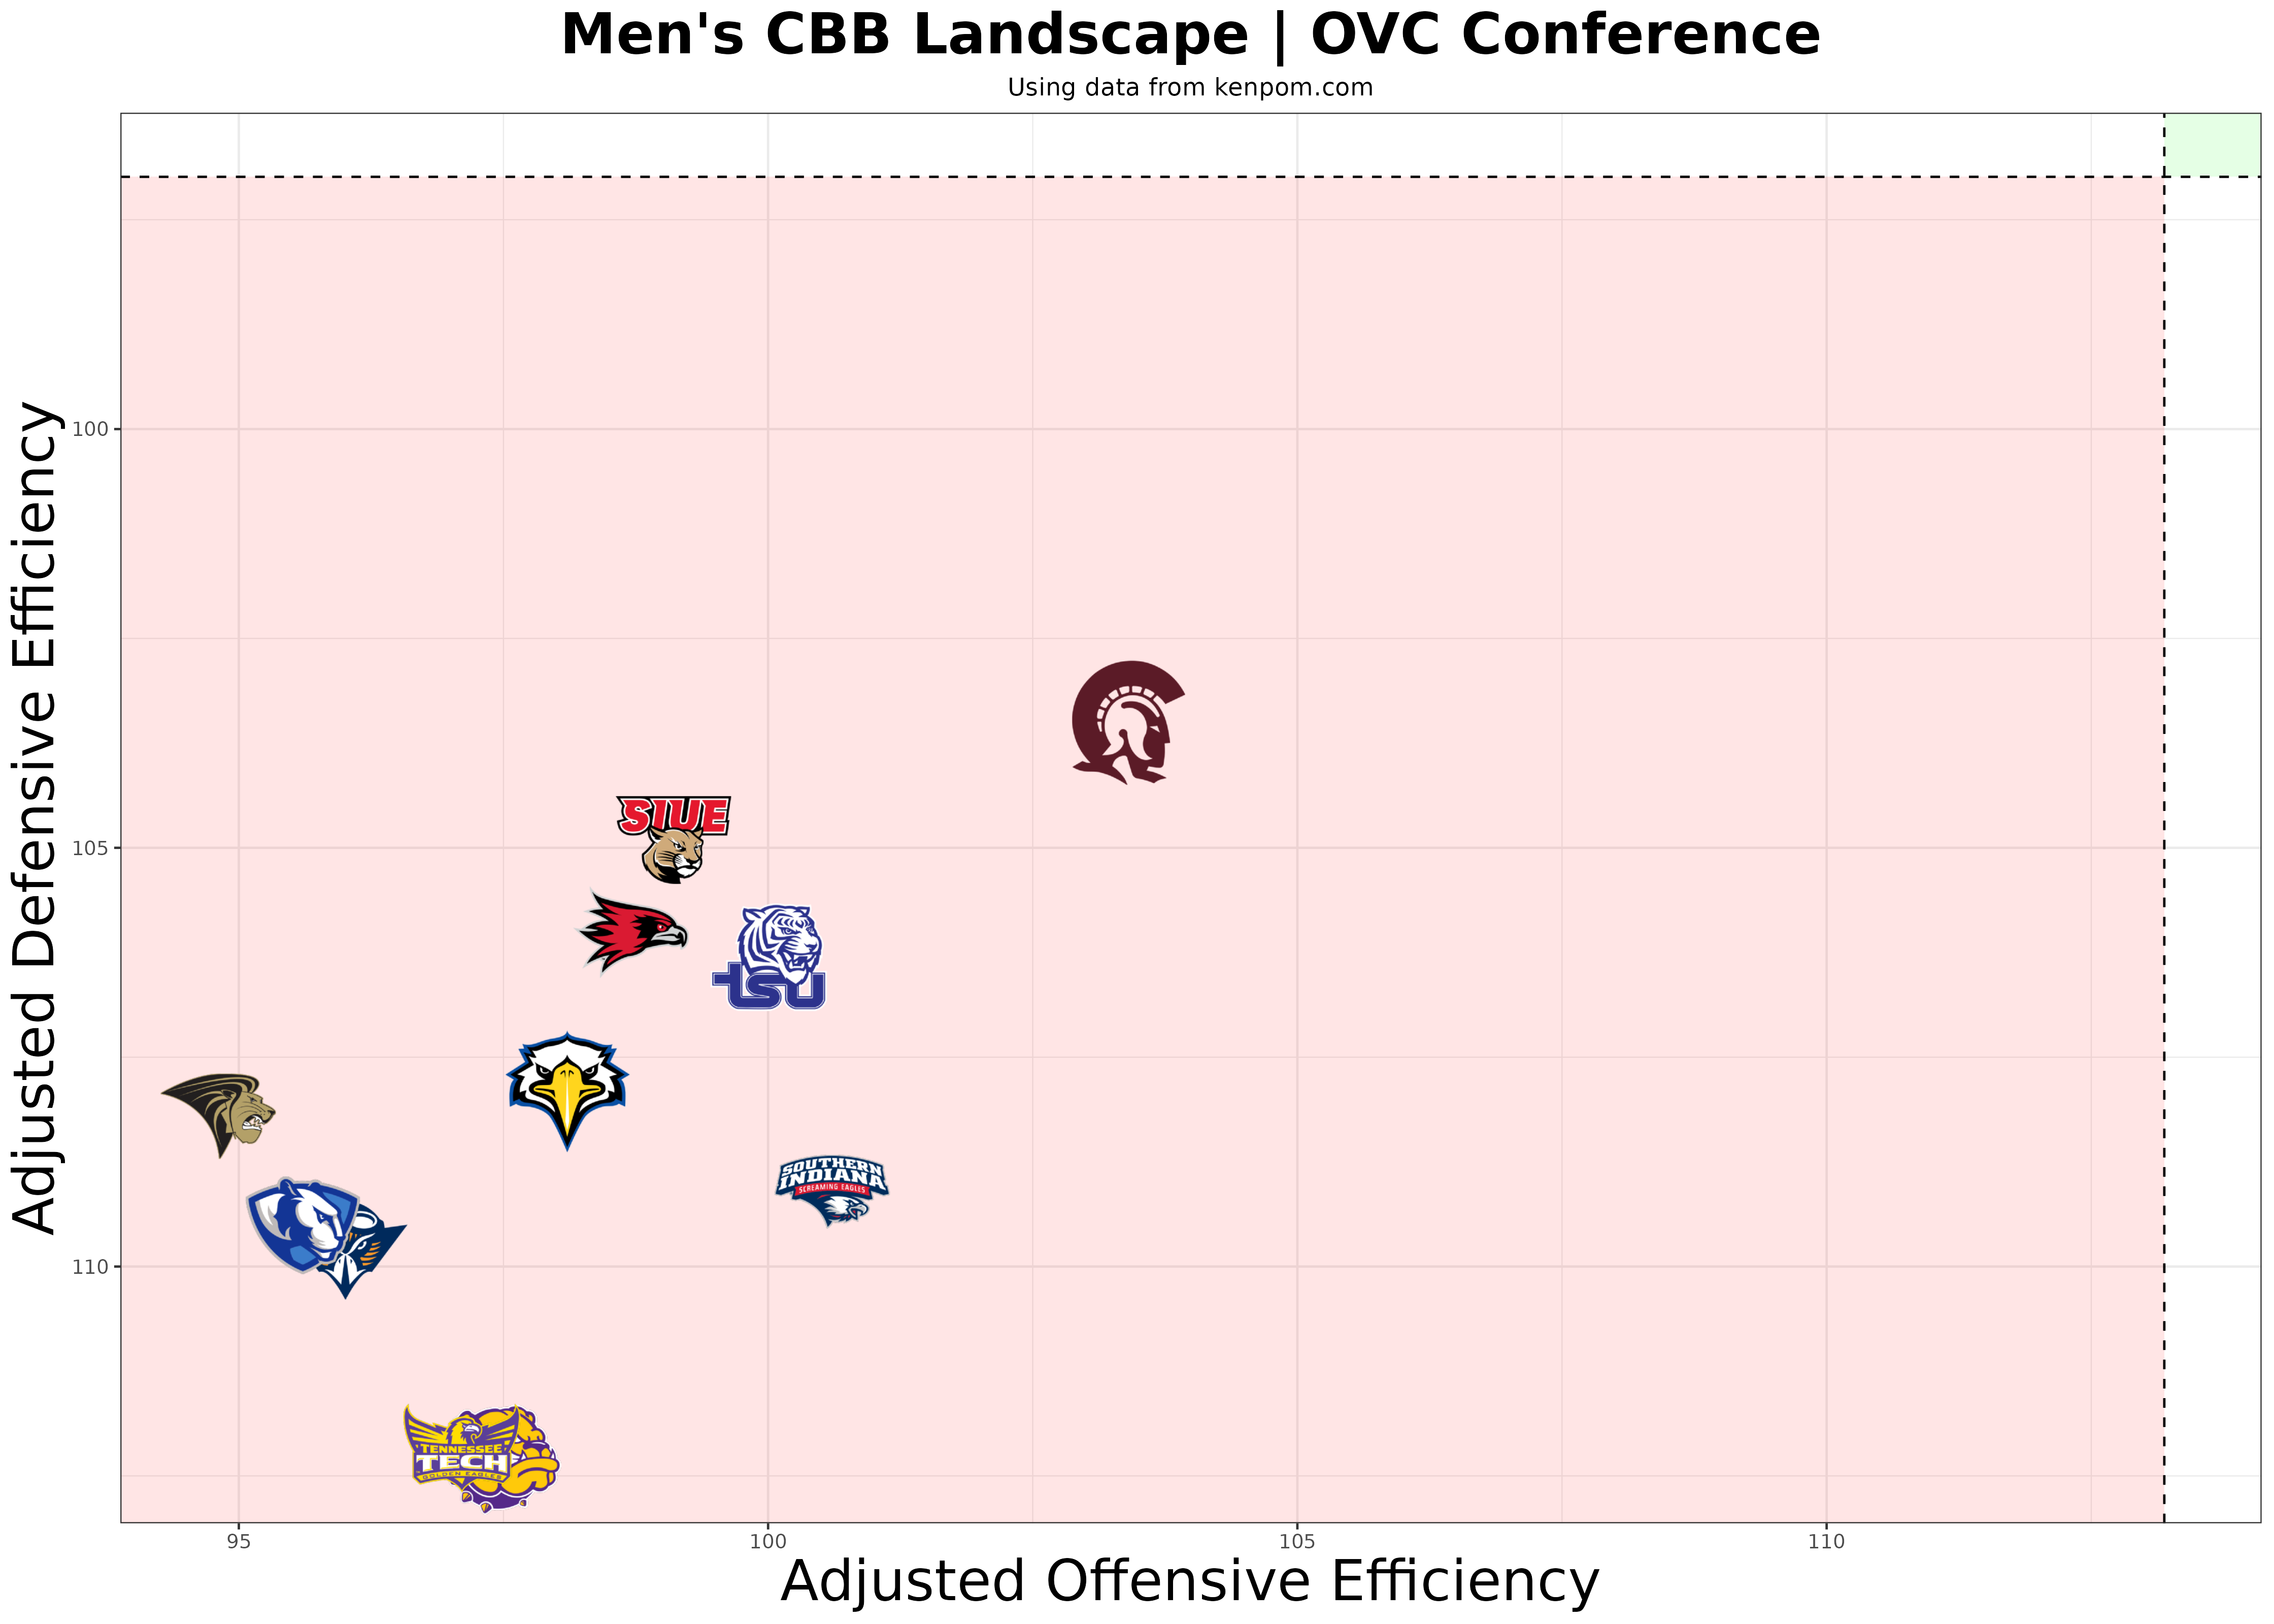 Men's CBB Landscape | OVC Conference
Using data from kenpom.com
Adjusted Defensive Efficiency
100
105
110
SIUE
tsu
SOUTHERN
INDIANA
SCREAMING EAGLES
TENNESSEE
TECH
GOLDEN EAGLES
95
100
105
110
Adjusted Offensive Efficiency